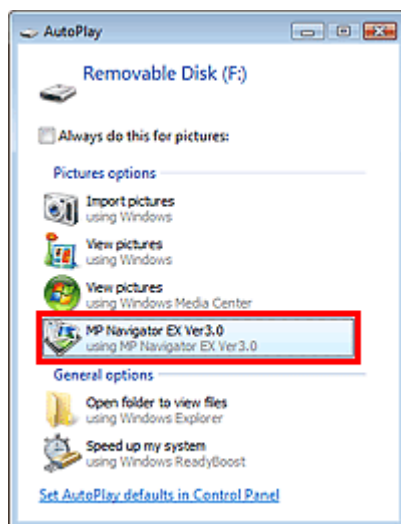 AutoPlay
Removable Disk (F:)
Always do this for pictures:
Pictures options
Import pictures
using Windows
View pictures
using Windows
View pictures
using Windows Media Center
MP Navigator EX Ver3.0
using MP Navigator EX Ver3.0
General options
Open folder to view files
using Windows Explorer
Speed up my system
using Windows ReadyBoost
Set AutoPlay defaults in Control Panel